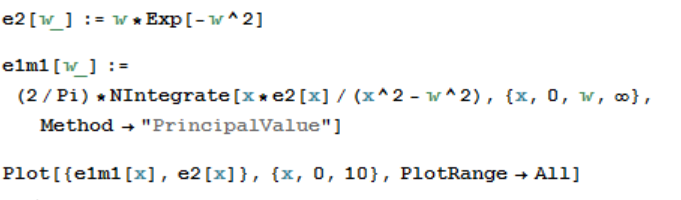 e2[w_] := w*Exp[-w^2]
e1m1[w_] :=
(2/Pi)*NIntegrate[x*e2[x]/(x^2-w^2), {x, 0, w, ∞},
Method → "PrincipalValue"]
Plot[{e1m1[x], e2[x]}, {x, 0, 10}, PlotRange → All]